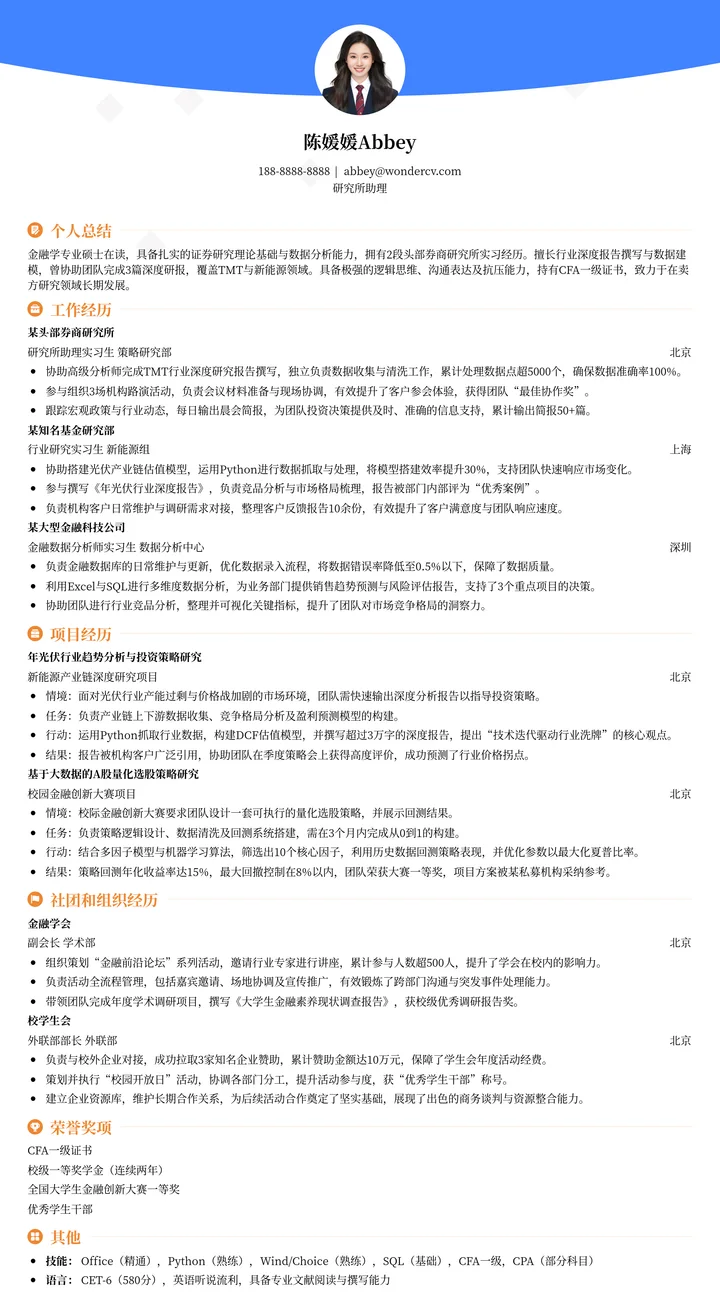 陈媛媛Abbey
188-8888-8888 | abbey@wondercv.com
研究所助理
个人总结
金融学专业硕士在读，具备扎实的证券研究理论基础与数据分析能力，拥有2段头部券商研究所实习经历。擅长行业深度报告撰写与数据建
模，曾协助团队完成3篇深度研报，覆盖TMT与新能源领域。具备极强的逻辑思维、沟通表达及抗压能力，持有CFA一级证书，致力于在卖
方研究领域长期发展。
工作经历
某头部券商研究所
研究所助理实习生 策略研究部 北京
• 协助高级分析师完成TMT行业深度研究报告撰写，独立负责数据收集与清洗工作，累计处理数据点超5000个，确保数据准确率100%。
• 参与组织3场机构路演活动，负责会议材料准备与现场协调，有效提升了客户参会体验，获得团队“最佳协作奖”。
• 跟踪宏观政策与行业动态，每日输出晨会简报，为团队投资决策提供及时、准确的信息支持，累计输出简报50+篇。
某知名基金研究部
行业研究实习生 新能源组 上海
• 协助搭建光伏产业链估值模型，运用Python进行数据抓取与处理，将模型搭建效率提升30%，支持团队快速响应市场变化。
• 参与撰写《年光伏行业深度报告》，负责竞品分析与市场格局梳理，报告被部门内部评为“优秀案例”。
• 负责机构客户日常维护与调研需求对接，整理客户反馈报告10余份，有效提升了客户满意度与团队响应速度。
某大型金融科技公司
金融数据分析师实习生 数据分析中心 深圳
• 负责金融数据库的日常维护与更新，优化数据录入流程，将数据错误率降低至0.5%以下，保障了数据质量。
• 利用Excel与SQL进行多维度数据分析，为业务部门提供销售趋势预测与风险评估报告，支持了3个重点项目的决策。
• 协助团队进行行业竞品分析，整理并可视化关键指标，提升了团队对市场竞争格局的洞察力。
项目经历
年光伏行业趋势分析与投资策略研究
新能源产业链深度研究项目 北京
• 情境：面对光伏行业产能过剩与价格战加剧的市场环境，团队需快速输出深度分析报告以指导投资策略。
• 任务：负责产业链上下游数据收集、竞争格局分析及盈利预测模型的构建。
• 行动：运用Python抓取行业数据，构建DCF估值模型，并撰写超过3万字的深度报告，提出“技术迭代驱动行业洗牌”的核心观点。
• 结果：报告被机构客户广泛引用，协助团队在季度策略会上获得高度评价，成功预测了行业价格拐点。
基于大数据的A股量化选股策略研究
校园金融创新大赛项目 北京
• 情境：校际金融创新大赛要求团队设计一套可执行的量化选股策略，并展示回测结果。
• 任务：负责策略逻辑设计、数据清洗及回测系统搭建，需在3个月内完成从0到1的构建。
• 行动：结合多因子模型与机器学习算法，筛选出10个核心因子，利用历史数据回测策略表现，并优化参数以最大化夏普比率。
• 结果：策略回测年化收益率达15%，最大回撤控制在8%以内，团队荣获大赛一等奖，项目方案被某私募机构采纳参考。
社团和组织经历
金融学会
副会长 学术部 北京
• 组织策划“金融前沿论坛”系列活动，邀请行业专家进行讲座，累计参与人数超500人，提升了学会在校内的影响力。
• 负责活动全流程管理，包括嘉宾邀请、场地协调及宣传推广，有效锻炼了跨部门沟通与突发事件处理能力。
• 带领团队完成年度学术调研项目，撰写《大学生金融素养现状调查报告》，获校级优秀调研报告奖。
校学生会
外联部部长 外联部 北京
• 负责与校外企业对接，成功拉取3家知名企业赞助，累计赞助金额达10万元，保障了学生会年度活动经费。
• 策划并执行“校园开放日”活动，协调各部门分工，提升活动参与度，获“优秀学生干部”称号。
• 建立企业资源库，维护长期合作关系，为后续活动合作奠定了坚实基础，展现了出色的商务谈判与资源整合能力。
荣誉奖项
CFA一级证书
校级一等奖学金（连续两年）
全国大学生金融创新大赛一等奖
优秀学生干部
其他
• 技能： Office（精通），Python（熟练），Wind/Choice（熟练），SQL（基础），CFA一级，CPA（部分科目）
• 语言： CET-6（580分），英语听说流利，具备专业文献阅读与撰写能力